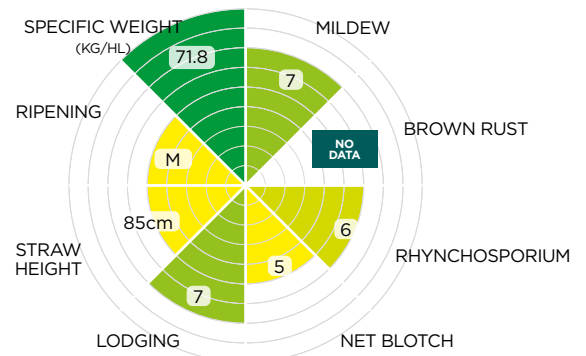 SPECIFIC WEIGHT
(KG/HL)
71.8
MILDEW
7
BROWN RUST
NO
DATA
RHYNCHOSPORIUM
6
NET BLOTCH
5
LODGING
7
STRAW
HEIGHT
85cm
RIPENING
M